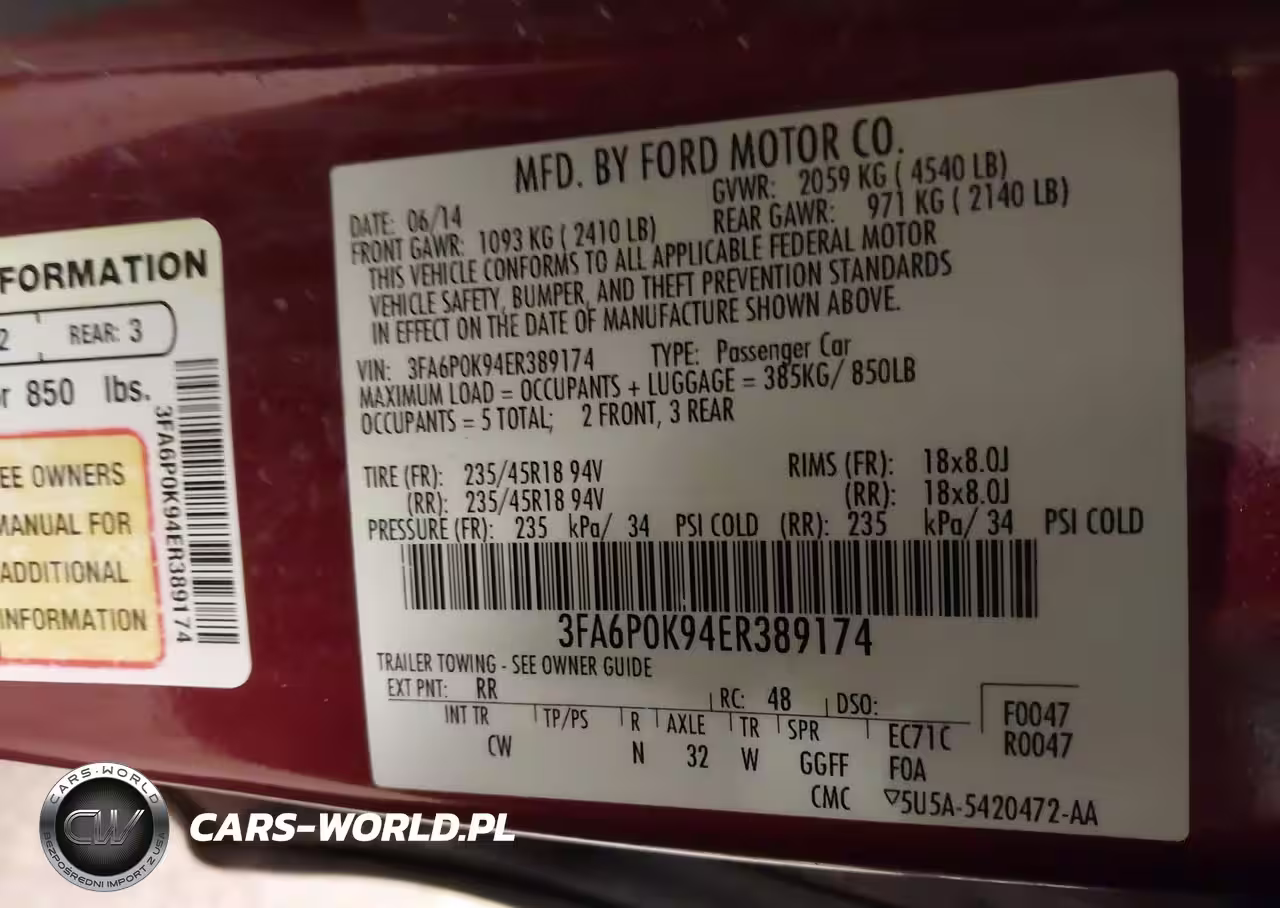 MFD. BY FORD MOTOR CO.
DATE: 06/14 GVWR: 2059 KG ( 4540 LB)
FRONT GAWR: 1093 KG ( 2410 LB) REAR GAWR: 971 KG ( 2140 LB)
THIS VEHICLE CONFORMS TO ALL APPLICABLE FEDERAL MOTOR
VEHICLE SAFETY, BUMPER, AND THEFT PREVENTION STANDARDS
IN EFFECT ON THE DATE OF MANUFACTURE SHOWN ABOVE.
VIN: 3FA6P0K94ER389174 TYPE: Passenger Car
MAXIMUM LOAD = OCCUPANTS + LUGGAGE = 385KG/ 850LB
OCCUPANTS = 5 TOTAL; 2 FRONT, 3 REAR
TIRE (FR): 235/45R18 94V RIMS (FR): 18x8.0J
(RR): 235/45R18 94V (RR): 18x8.0J
PRESSURE (FR): 235 kPa/ 34 PSI COLD (RR): 235 kPa/ 34 PSI COLD
3FA6P0K94ER389174
TRAILER TOWING - SEE OWNER GUIDE
EXT PNT: RR RC: 48 DSO:
INT TR TP/PS R AXLE TR SPR EC71C
CW N 32 W GGFF F0A
CMC ▽5U5A-5420472-AA
F0047
R0047
FORMATION
2 REAR: 3
r 850 lbs.
EE OWNERS
MANUAL FOR
ADDITIONAL
INFORMATION
3FA6P0K94ER389174
CARS-WORLD
CW
BEZPOŚREDNI IMPORT Z USA
CARS-WORLD.PL